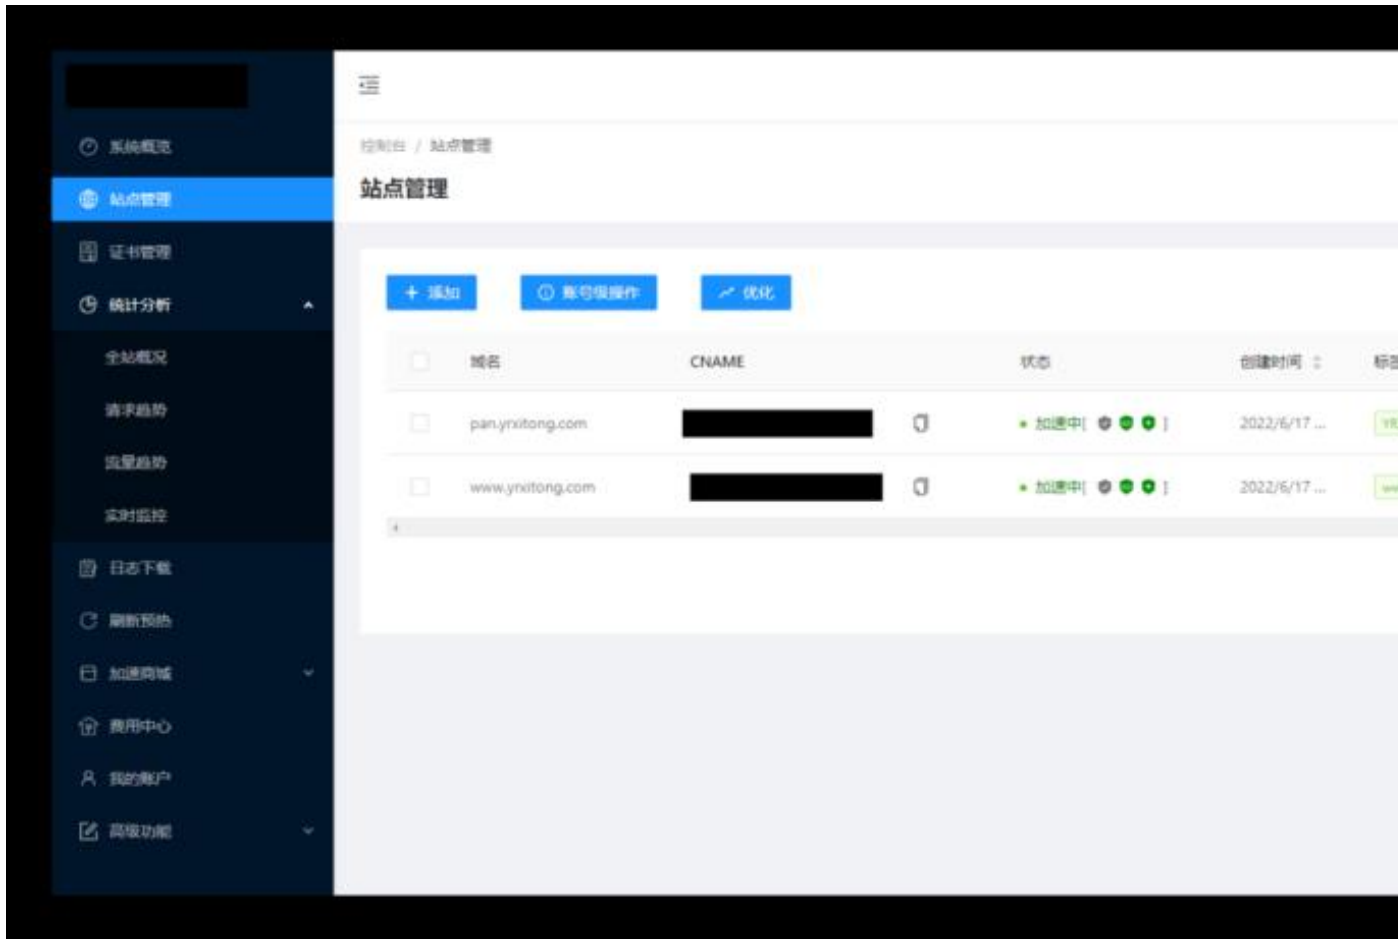 系统概览
站点管理
证书管理
统计分析
全站概况
请求趋势
流量趋势
实时监控
日志下载
刷新预热
加速商城
费用中心
我的账户
高级功能
控制台 / 站点管理
站点管理
+ 添加 账号级操作 优化
域名 CNAME 状态 创建时间
pan.yrxitong.com 加速中[ ] 2022/6/17 ...
www.yrxitong.com 加速中[ ] 2022/6/17 ...